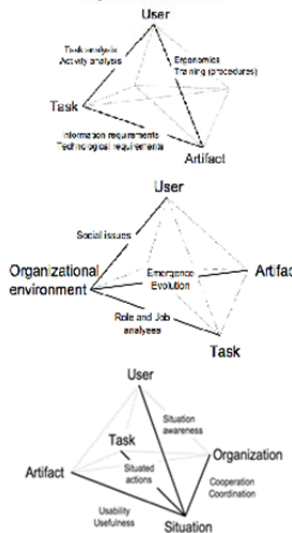 User
Task analysis
Activity analysis
Ergonomics
Training (procedures)
Task
Information requirements
Technological requirements
Artifact
User
Social issues
Organizational
environment
Emergence
Evolution
Artifac
Role and Job
analyses
Task
User
Situation
awareness
Task
Organization
Artifact
Situated
actions
Cooperation
Coordination
Usability
Usefulness
Situation